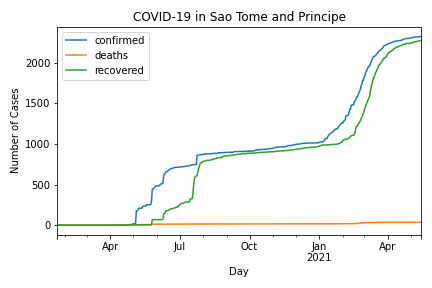 COVID-19 in Sao Tome and Principe
confirmed
deaths
recovered
Number of Cases
2000
1500
1000
500
0
Apr
Jul
Oct
Jan
2021
Apr
Day